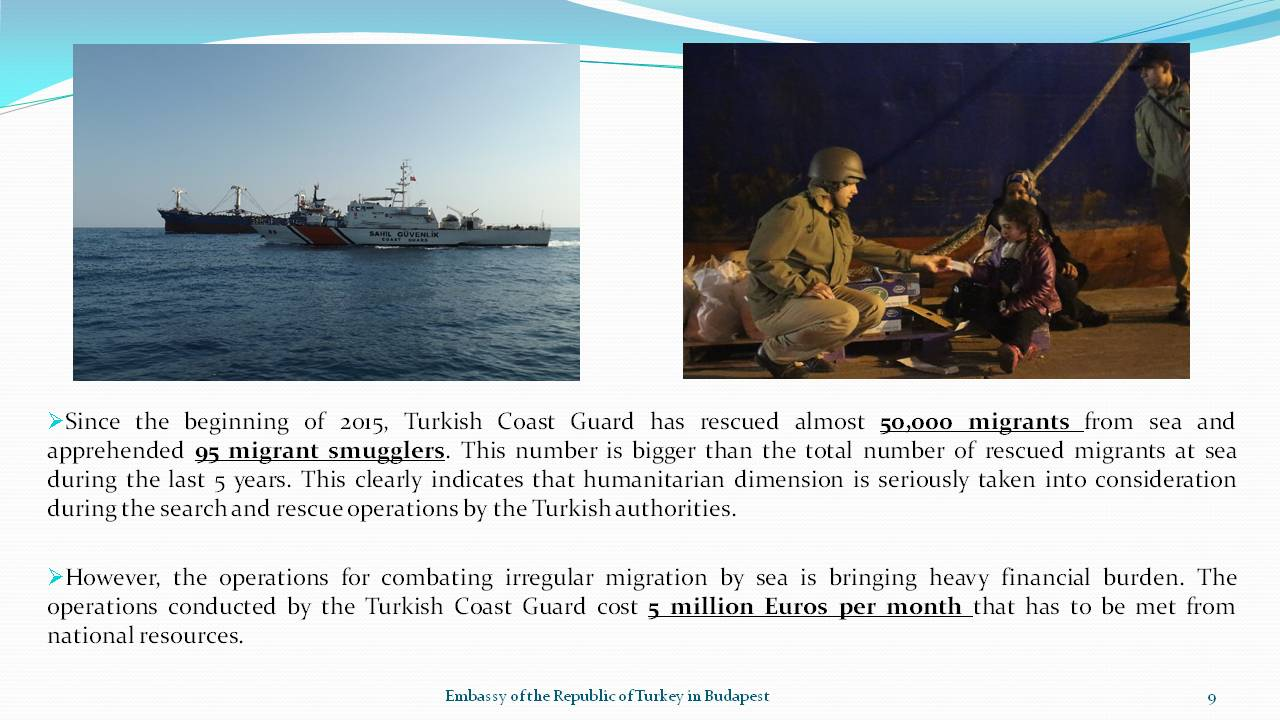 SAHIL GÜVENLIK
COAST GUARD
Since the beginning of 2015, Turkish Coast Guard has rescued almost 50,000 migrants from sea and
apprehended 95 migrant smugglers. This number is bigger than the total number of rescued migrants at sea
during the last 5 years. This clearly indicates that humanitarian dimension is seriously taken into consideration
during the search and rescue operations by the Turkish authorities.
However, the operations for combating irregular migration by sea is bringing heavy financial burden. The
operations conducted by the Turkish Coast Guard cost 5 million Euros per month that has to be met from
national resources.
Embassy of the Republic of Turkey in Budapest
9